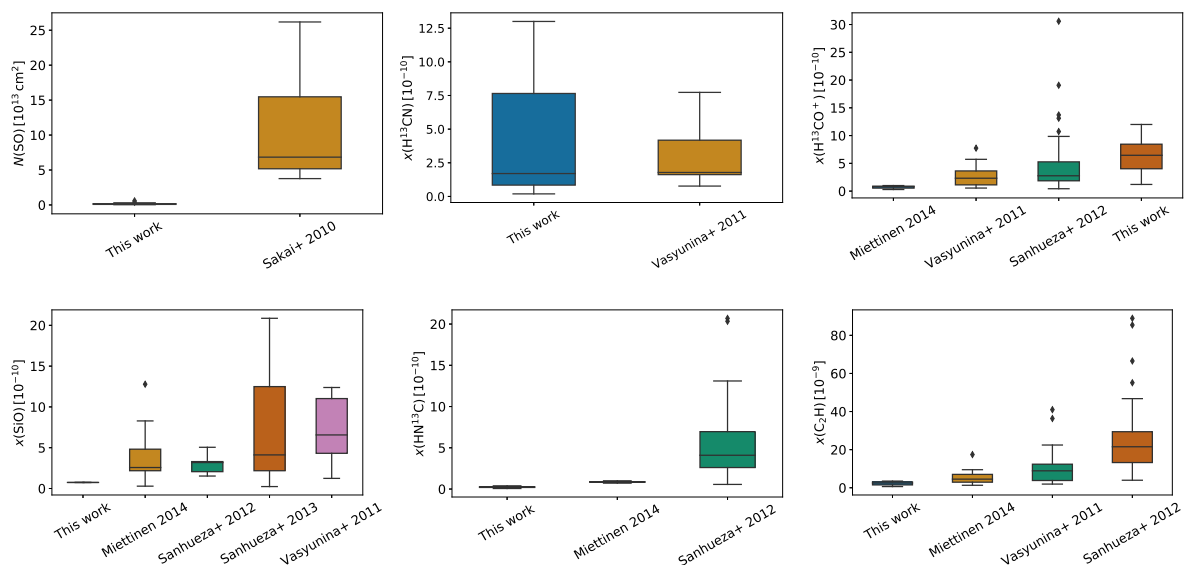 N(SO) [10^13 cm^2]
25
20
15
10
5
0
This work
Sakai+ 2010
x(H^13CN) [10^−10]
12.5
10.0
7.5
5.0
2.5
0.0
This work
Vasyunina+ 2011
x(H^13CO^+) [10^−10]
30
25
20
15
10
5
0
Miettinen 2014
Vasyunina+ 2011
Sanhueza+ 2012
This work
x(SiO) [10^−10]
20
15
10
5
0
This work
Miettinen 2014
Sanhueza+ 2012
Sanhueza+ 2013
Vasyunina+ 2011
x(HN^13C) [10^−10]
20
15
10
5
0
This work
Miettinen 2014
Sanhueza+ 2012
x(C_2H) [10^−9]
80
60
40
20
0
This work
Miettinen 2014
Vasyunina+ 2011
Sanhueza+ 2012